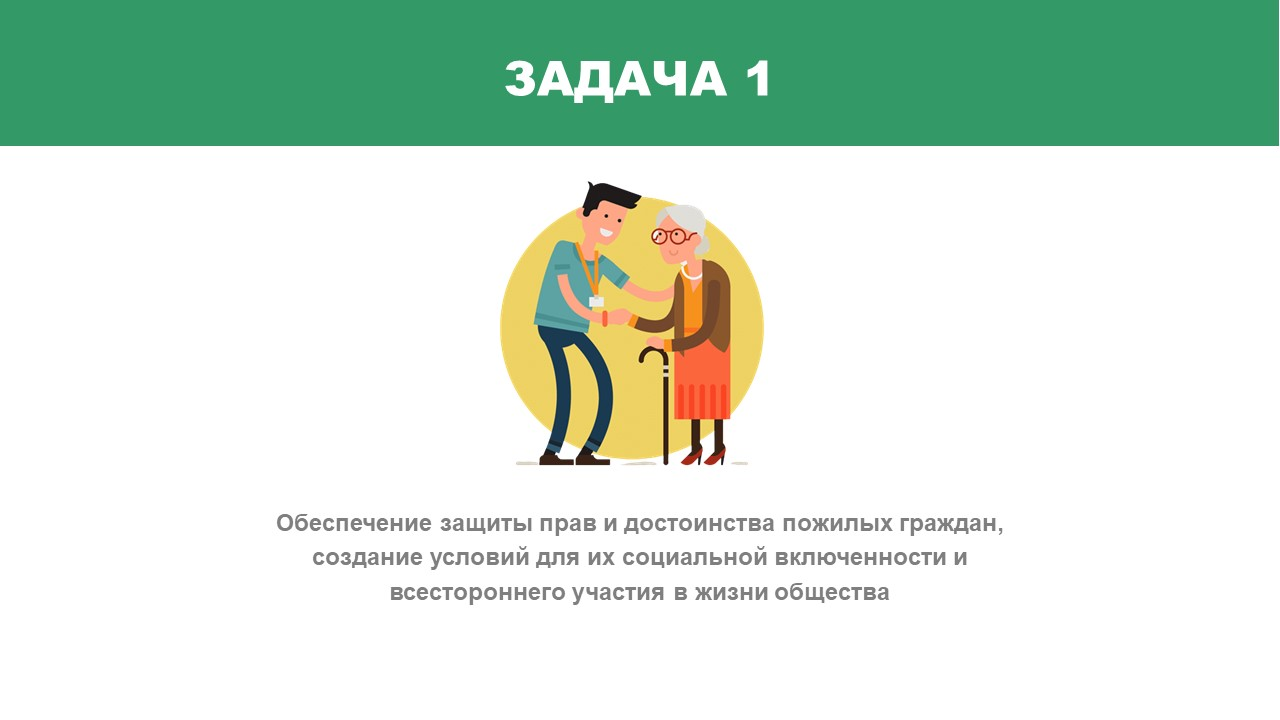 ЗАДАЧА 1
Обеспечение защиты прав и достоинства пожилых граждан,
создание условий для их социальной включенности и
всестороннего участия в жизни общества